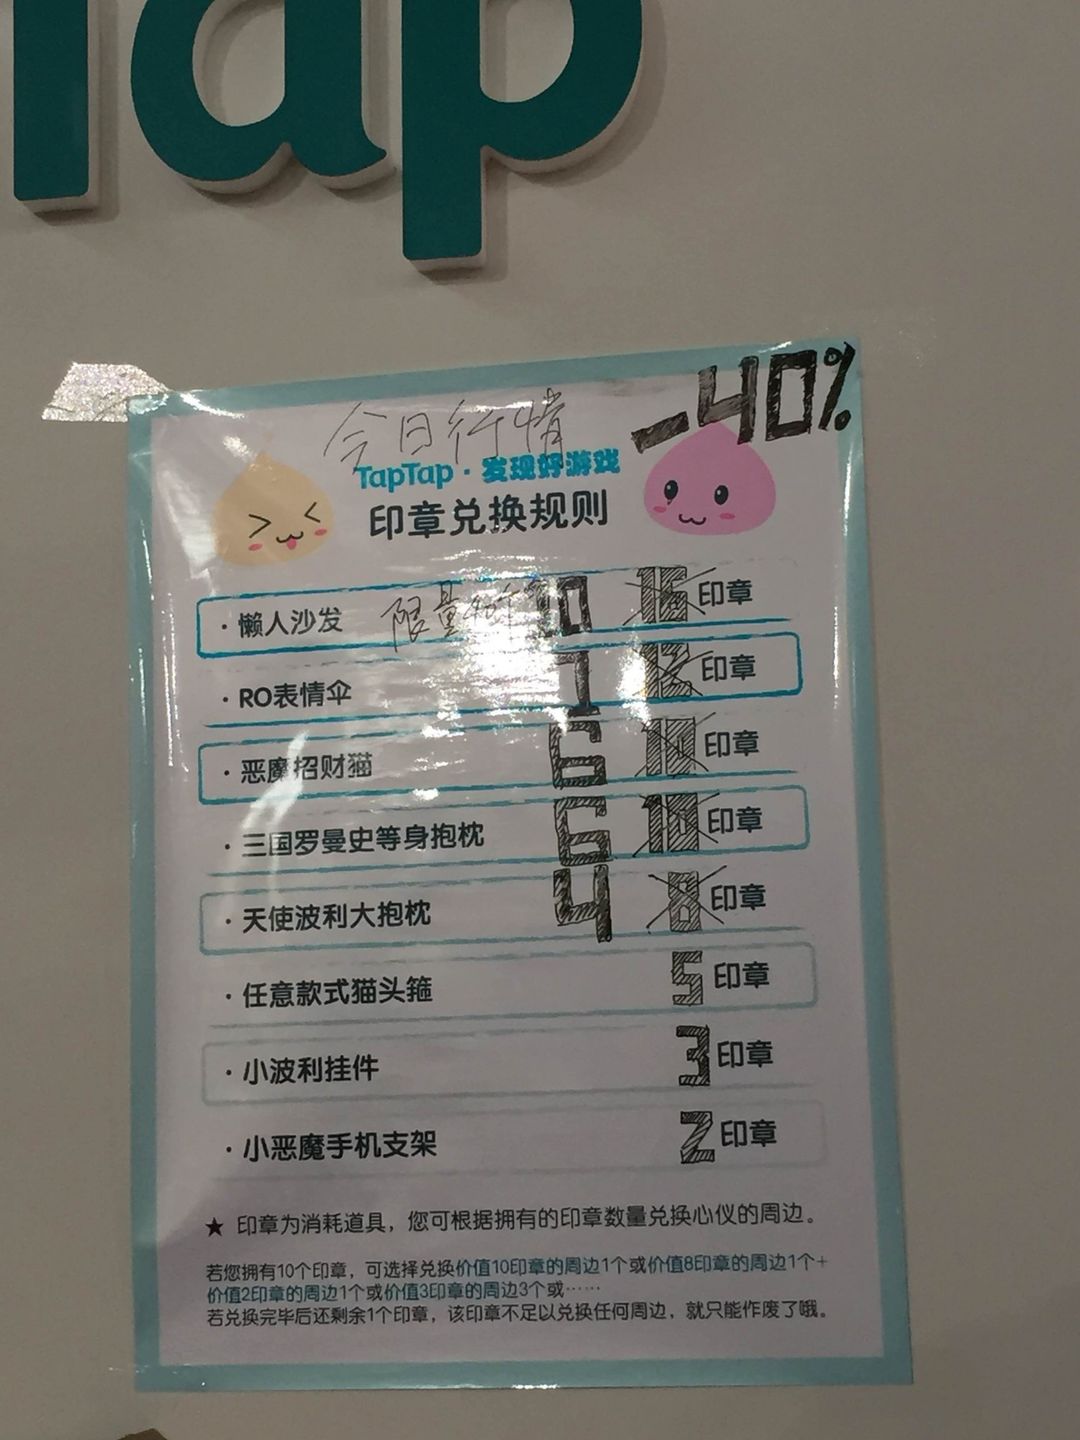 Tap
今日行情
-40%
TapTap·发现好游戏
印章兑换规则
·懒人沙发 限量 10 16 印章
·RO表情伞 7 12 印章
·恶魔招财猫 6 10 印章
·三国罗曼史等身抱枕 6 10 印章
·天使波利大抱枕 4 8 印章
·任意款式猫头箍 5 印章
·小波利挂件 3 印章
·小恶魔手机支架 2 印章
★ 印章为消耗道具，您可根据拥有的印章数量兑换心仪的周边。
若您拥有10个印章，可选择兑换价值10印章的周边1个或价值8印章的周边1个+
价值2印章的周边1个或价值3印章的周边3个或……
若兑换完毕后还剩余1个印章，该印章不足以兑换任何周边，就只能作废了哦。